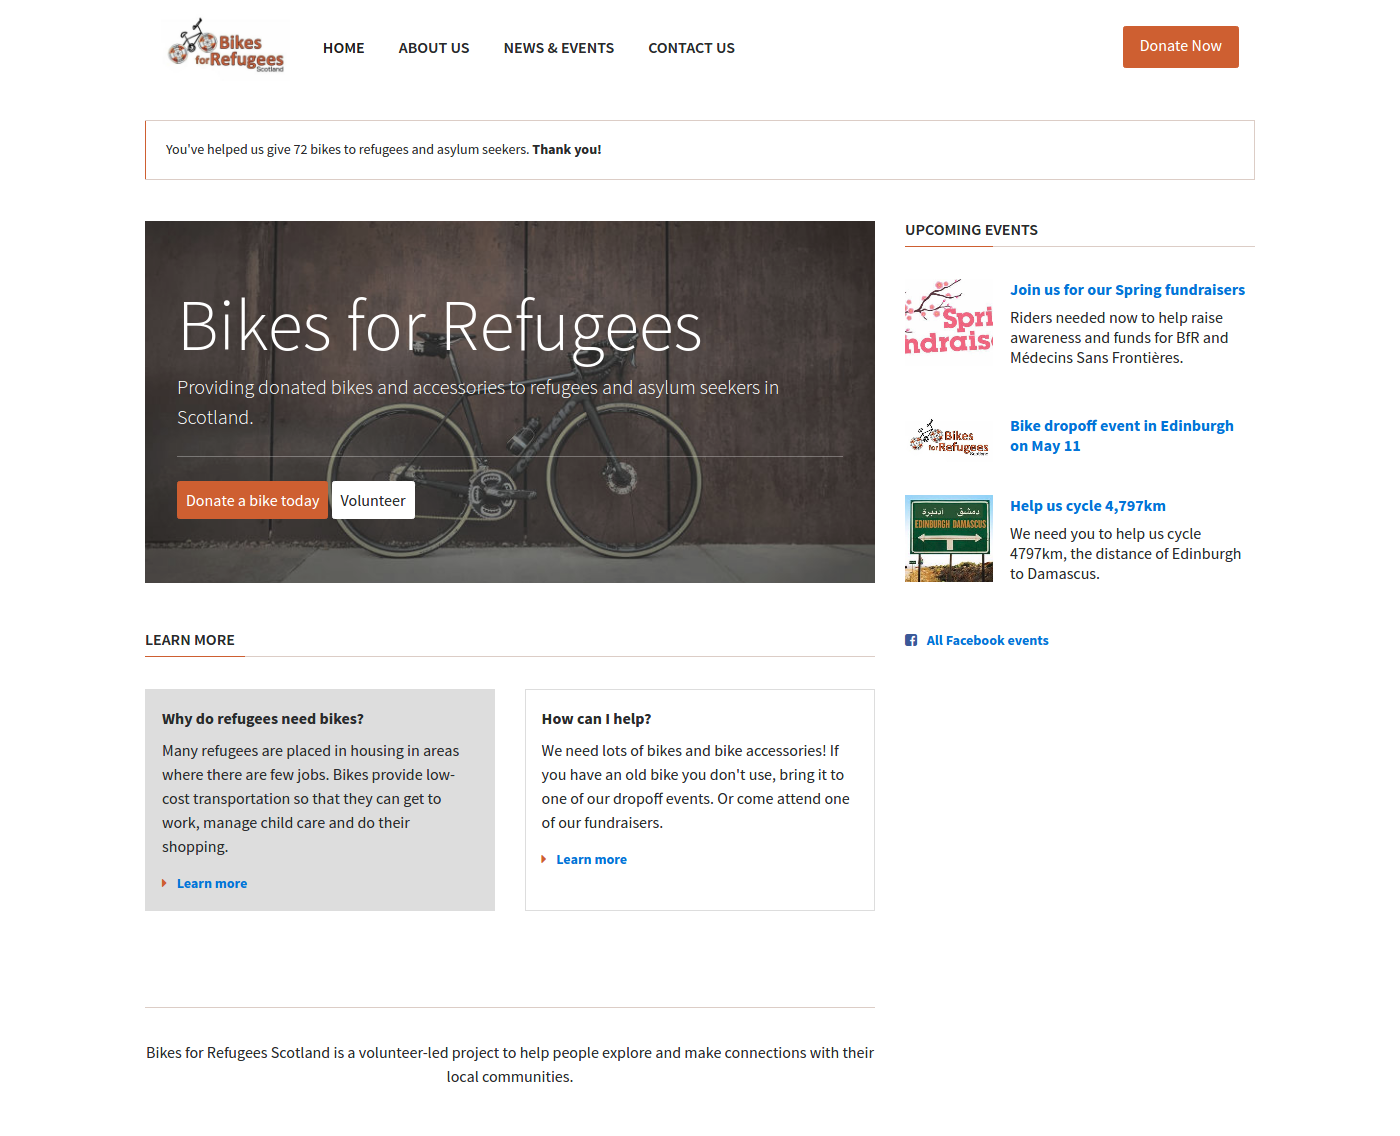 Bikes
for Refugees
Scotland
HOME
ABOUT US
NEWS & EVENTS
CONTACT US
Donate Now
You've helped us give 72 bikes to refugees and asylum seekers. Thank you!
Bikes for Refugees
Providing donated bikes and accessories to refugees and asylum seekers in
Scotland.
Donate a bike today
Volunteer
UPCOMING EVENTS
Spri
ndrais
Join us for our Spring fundraisers
Riders needed now to help raise
awareness and funds for BfR and
Médecins Sans Frontières.
Bikes
for Refugees
Bike dropoff event in Edinburgh
on May 11
دمشق ادنبرة
EDINBURGH DAMASCUS
Help us cycle 4,797km
We need you to help us cycle
4797km, the distance of Edinburgh
to Damascus.
All Facebook events
LEARN MORE
Why do refugees need bikes?
Many refugees are placed in housing in areas
where there are few jobs. Bikes provide low-
cost transportation so that they can get to
work, manage child care and do their
shopping.
Learn more
How can I help?
We need lots of bikes and bike accessories! If
you have an old bike you don't use, bring it to
one of our dropoff events. Or come attend one
of our fundraisers.
Learn more
Bikes for Refugees Scotland is a volunteer-led project to help people explore and make connections with their
local communities.